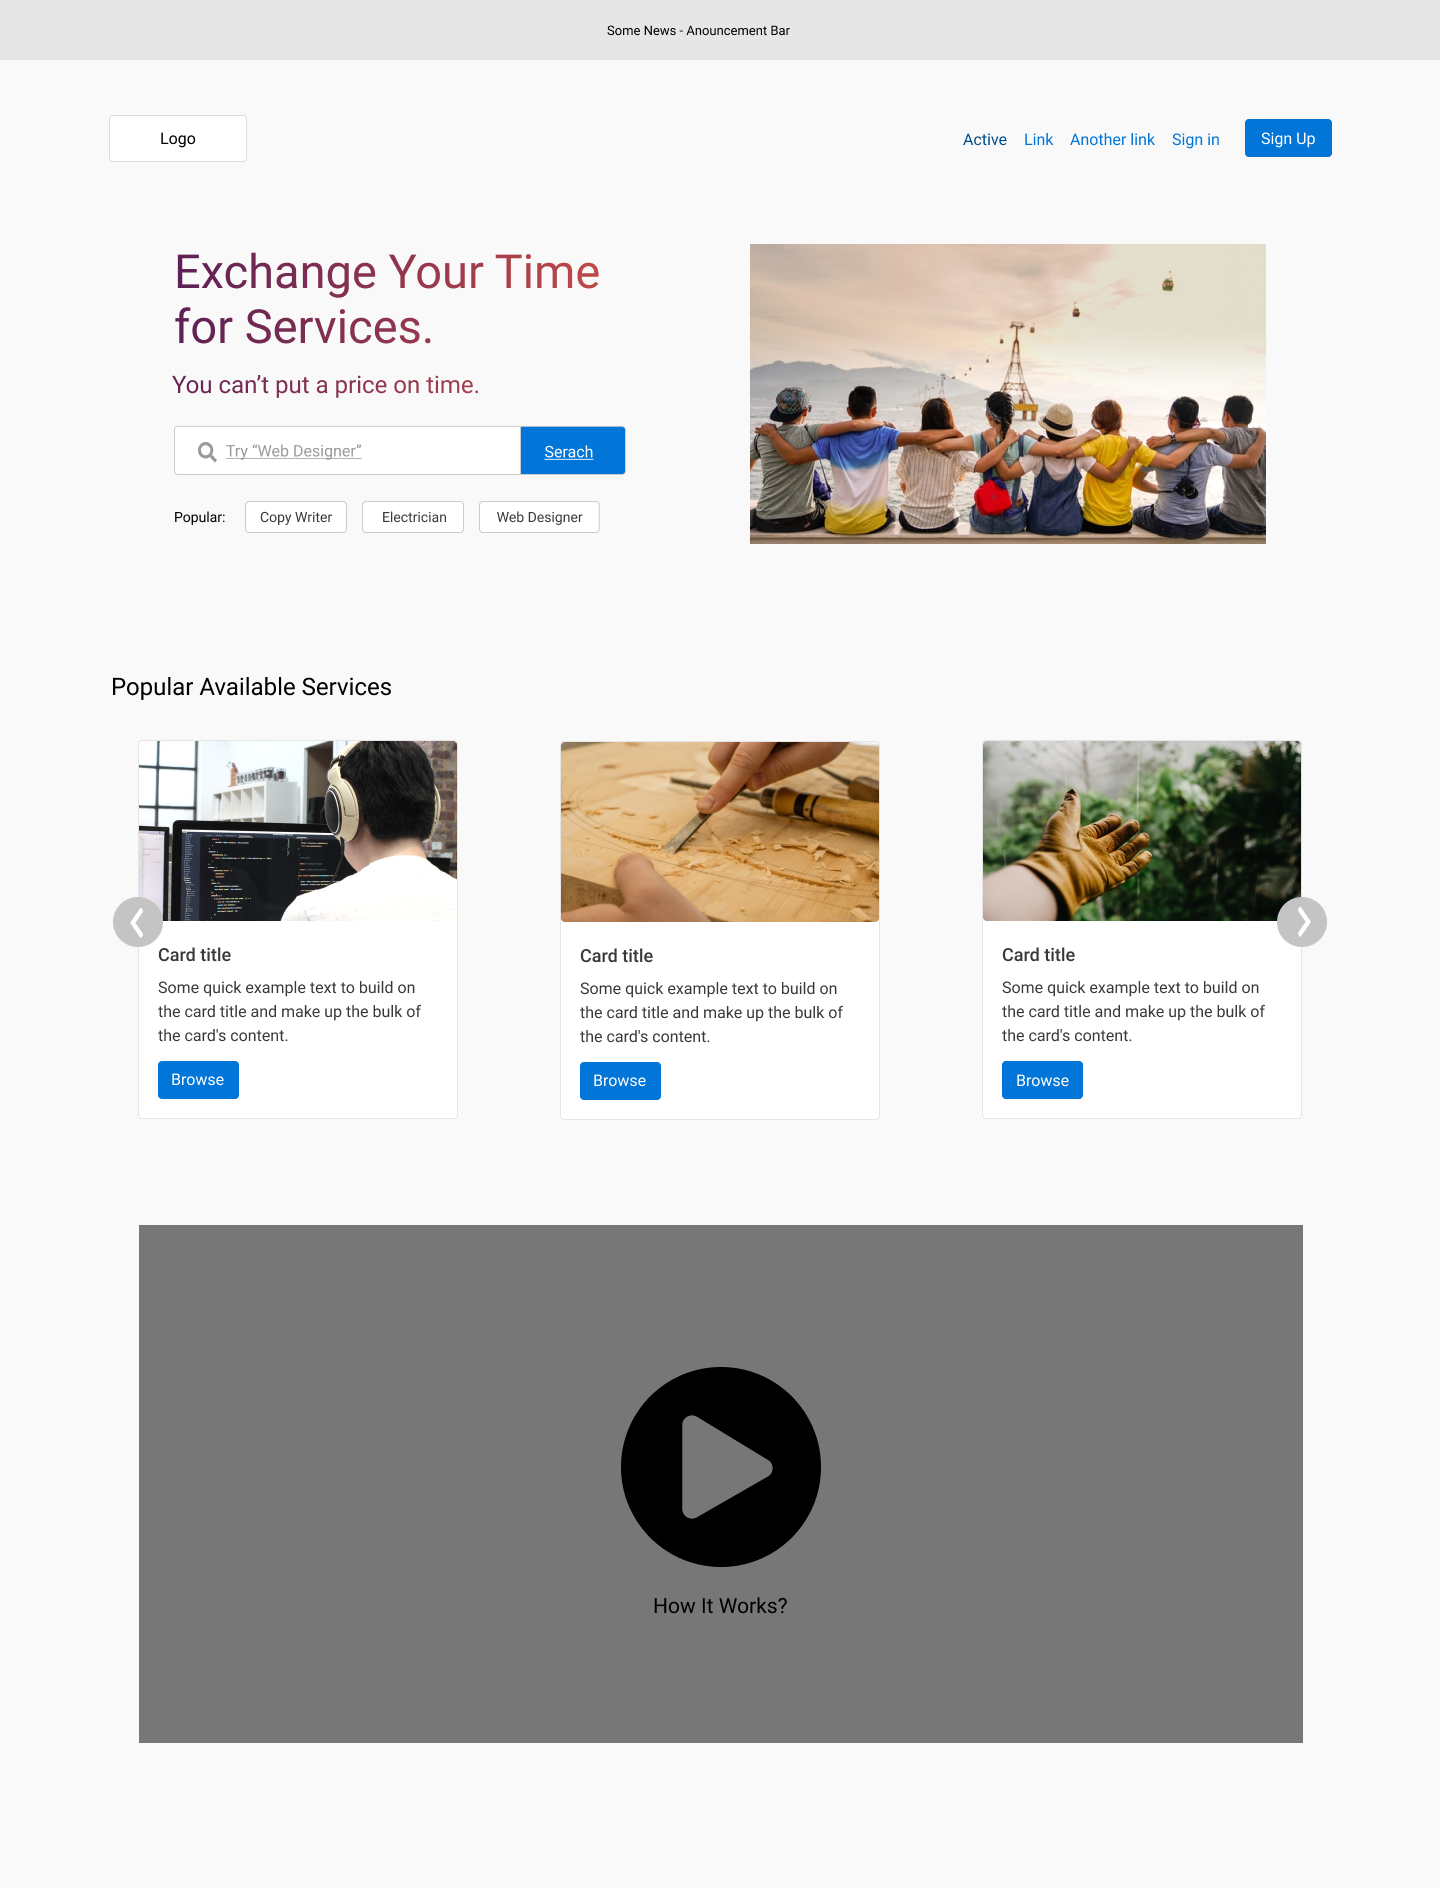 Some News - Anouncement Bar
Logo
Active Link Another link Sign in Sign Up
Exchange Your Time
for Services.
You can’t put a price on time.
Try “Web Designer” Serach
Popular: Copy Writer Electrician Web Designer
Popular Available Services
Card title
Some quick example text to build on
the card title and make up the bulk of
the card's content.
Browse
Card title
Some quick example text to build on
the card title and make up the bulk of
the card's content.
Browse
Card title
Some quick example text to build on
the card title and make up the bulk of
the card's content.
Browse
How It Works?